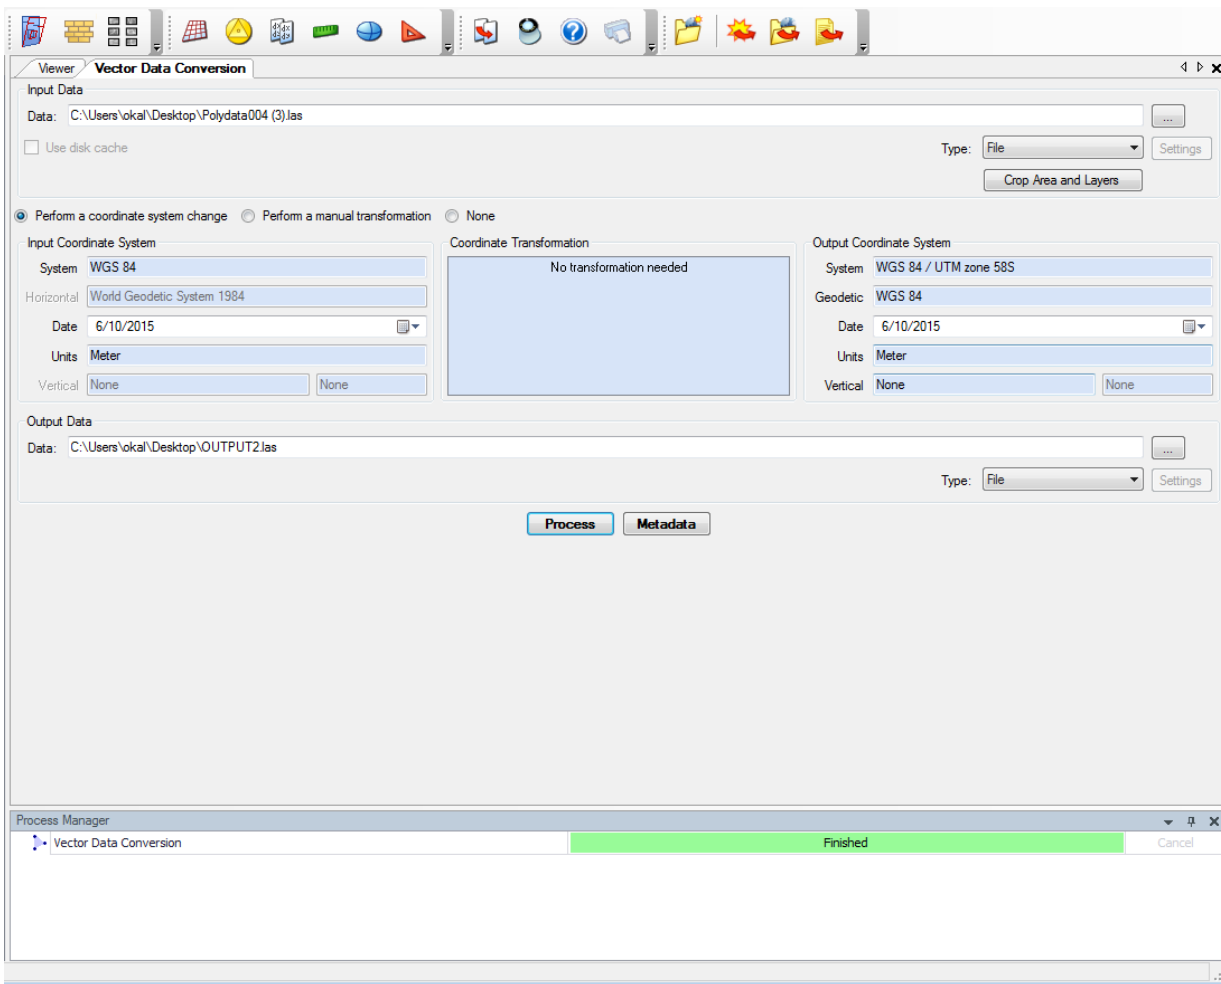 Viewer Vector Data Conversion
Input Data
Data: C:\Users\okal\Desktop\Polydata004 (3).las ...
Use disk cache Type: File Settings
Crop Area and Layers
Perform a coordinate system change Perform a manual transformation None
Input Coordinate System
System WGS 84
Horizontal World Geodetic System 1984
Date 6/10/2015
Units Meter
Vertical None None
Coordinate Transformation
No transformation needed
Output Coordinate System
System WGS 84 / UTM zone 58S
Geodetic WGS 84
Date 6/10/2015
Units Meter
Vertical None None
Output Data
Data: C:\Users\okal\Desktop\OUTPUT2.las ...
Type: File Settings
Process Metadata
Process Manager
Vector Data Conversion Finished Cancel